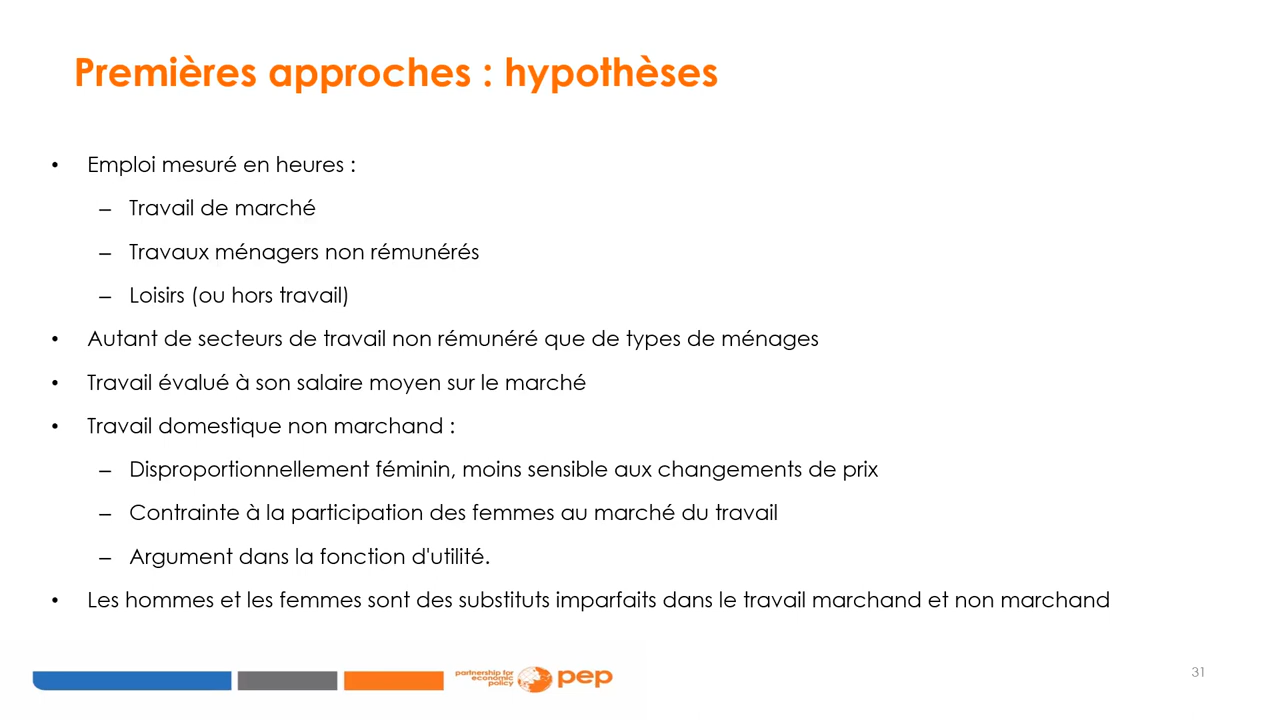 Premières approches : hypothèses
• Emploi mesuré en heures :
– Travail de marché
– Travaux ménagers non rémunérés
– Loisirs (ou hors travail)
• Autant de secteurs de travail non rémunéré que de types de ménages
• Travail évalué à son salaire moyen sur le marché
• Travail domestique non marchand :
– Disproportionnellement féminin, moins sensible aux changements de prix
– Contrainte à la participation des femmes au marché du travail
– Argument dans la fonction d'utilité.
• Les hommes et les femmes sont des substituts imparfaits dans le travail marchand et non marchand
partnership for
economic
policy
pep
31